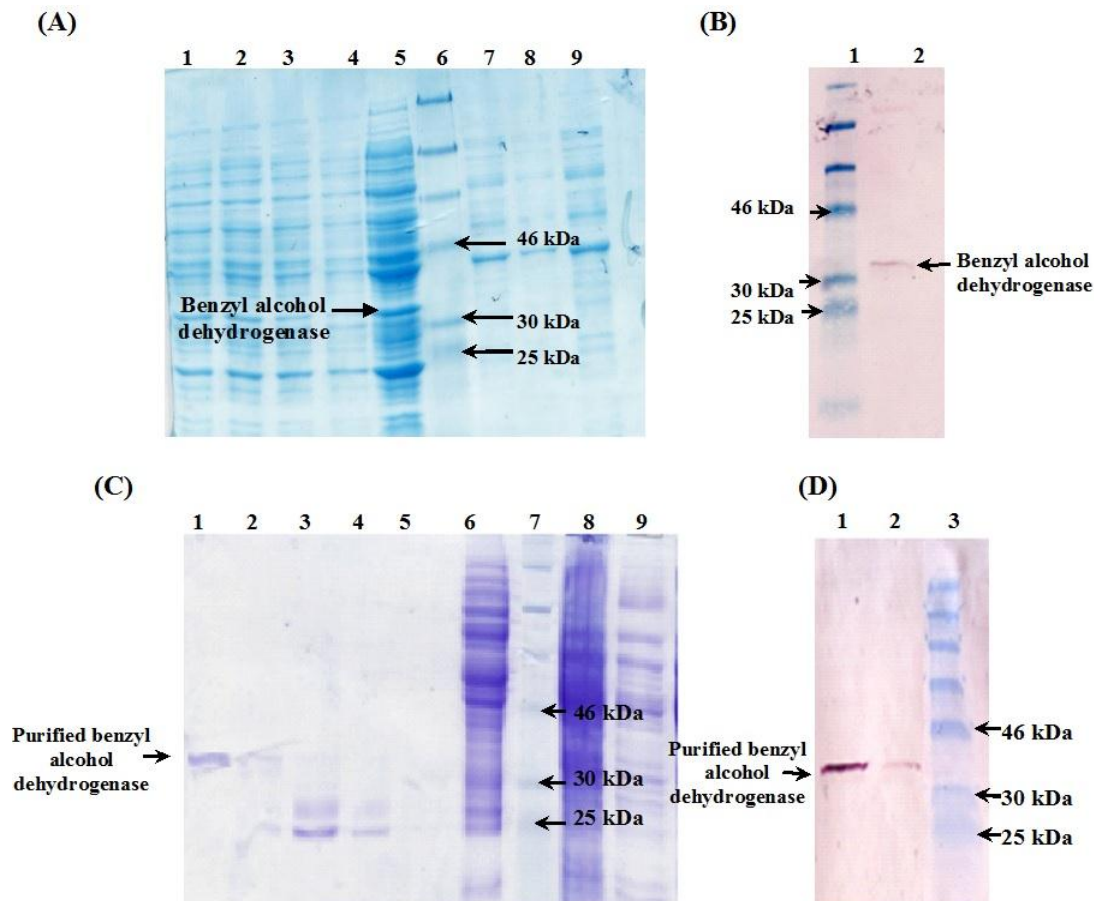 (A)
1 2 3 4 5 6 7 8 9
46 kDa
Benzyl alcohol
dehydrogenase
30 kDa
25 kDa
(B)
1 2
46 kDa
Benzyl alcohol
dehydrogenase
30 kDa
25 kDa
(C)
1 2 3 4 5 6 7 8 9
46 kDa
Purified benzyl
alcohol
dehydrogenase
30 kDa
25 kDa
(D)
1 2 3
46 kDa
Purified benzyl
alcohol
dehydrogenase
30 kDa
25 kDa